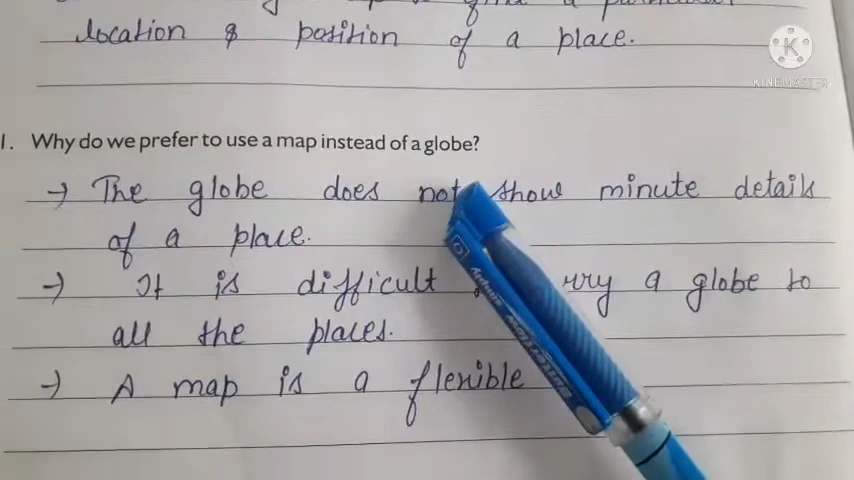 location & position of a place.
K
KINEMASTER
1. Why do we prefer to use a map instead of a globe?
→ The globe does not show minute details
of a place.
→ It is difficult a globe to
all the places.
→ A map is a flexible